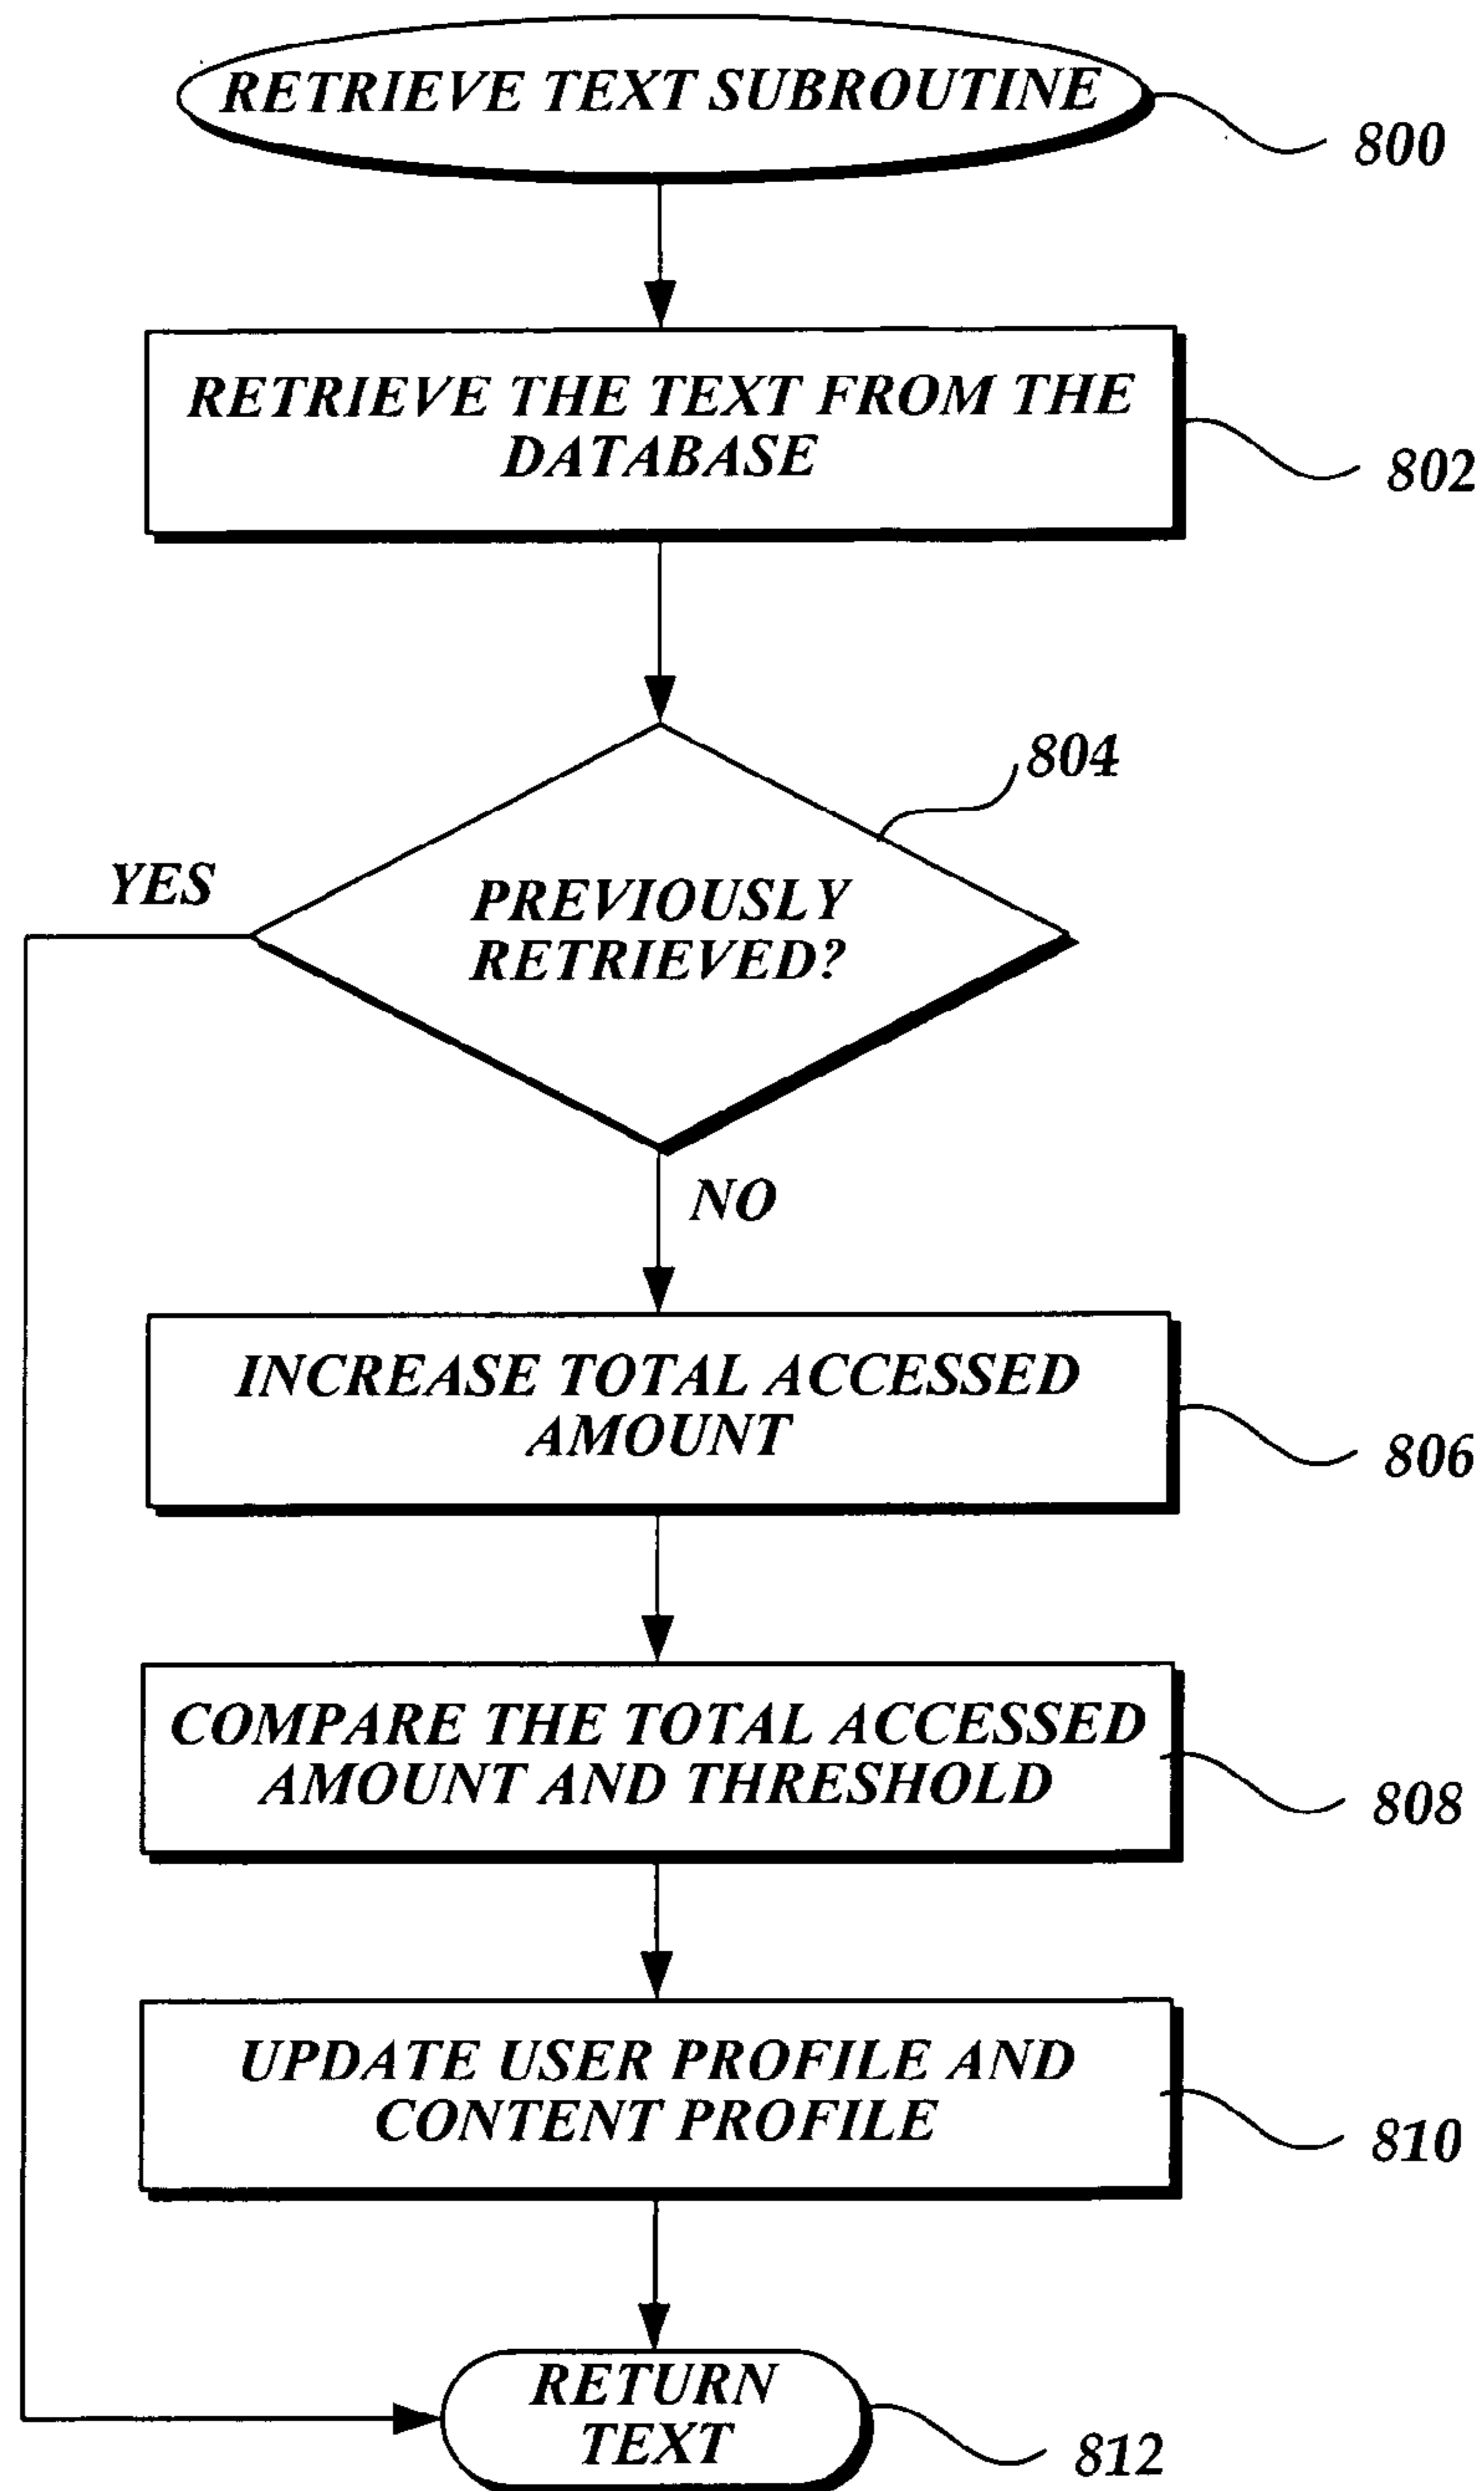 RETRIEVE TEXT SUBROUTINE
800
RETRIEVE THE TEXT FROM THE
DATABASE
802
804
YES
PREVIOUSLY
RETRIEVED?
NO
INCREASE TOTAL ACCESSED
AMOUNT
806
COMPARE THE TOTAL ACCESSED
AMOUNT AND THRESHOLD
808
UPDATE USER PROFILE AND
CONTENT PROFILE
810
RETURN
TEXT
812